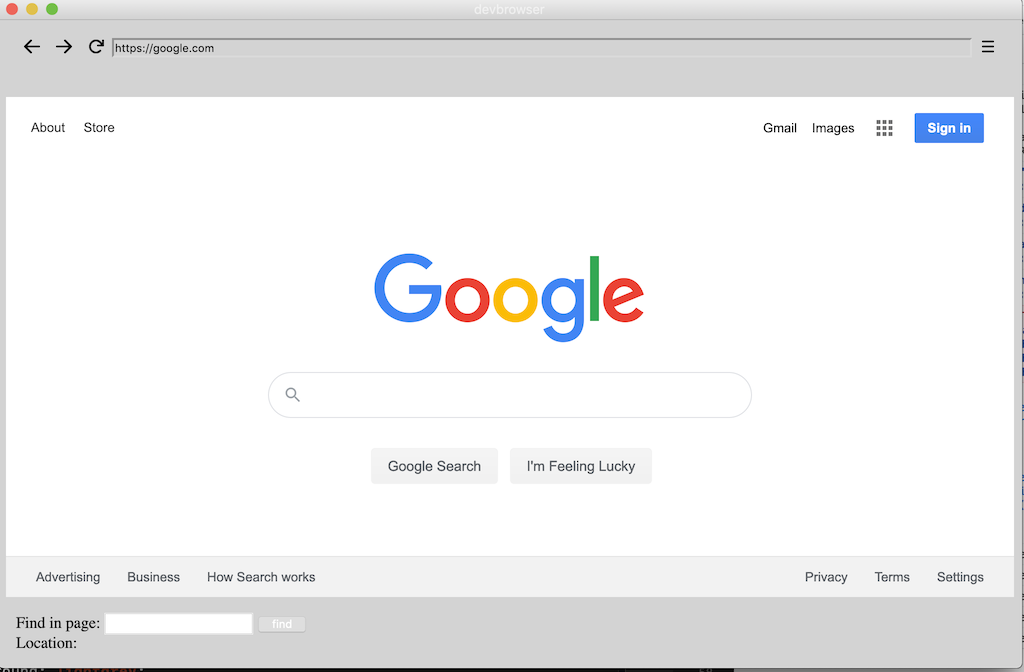 devbrowser
https://google.com
About Store Gmail Images Sign in
Google
Google Search I'm Feeling Lucky
Advertising Business How Search works Privacy Terms Settings
Find in page: find
Location: